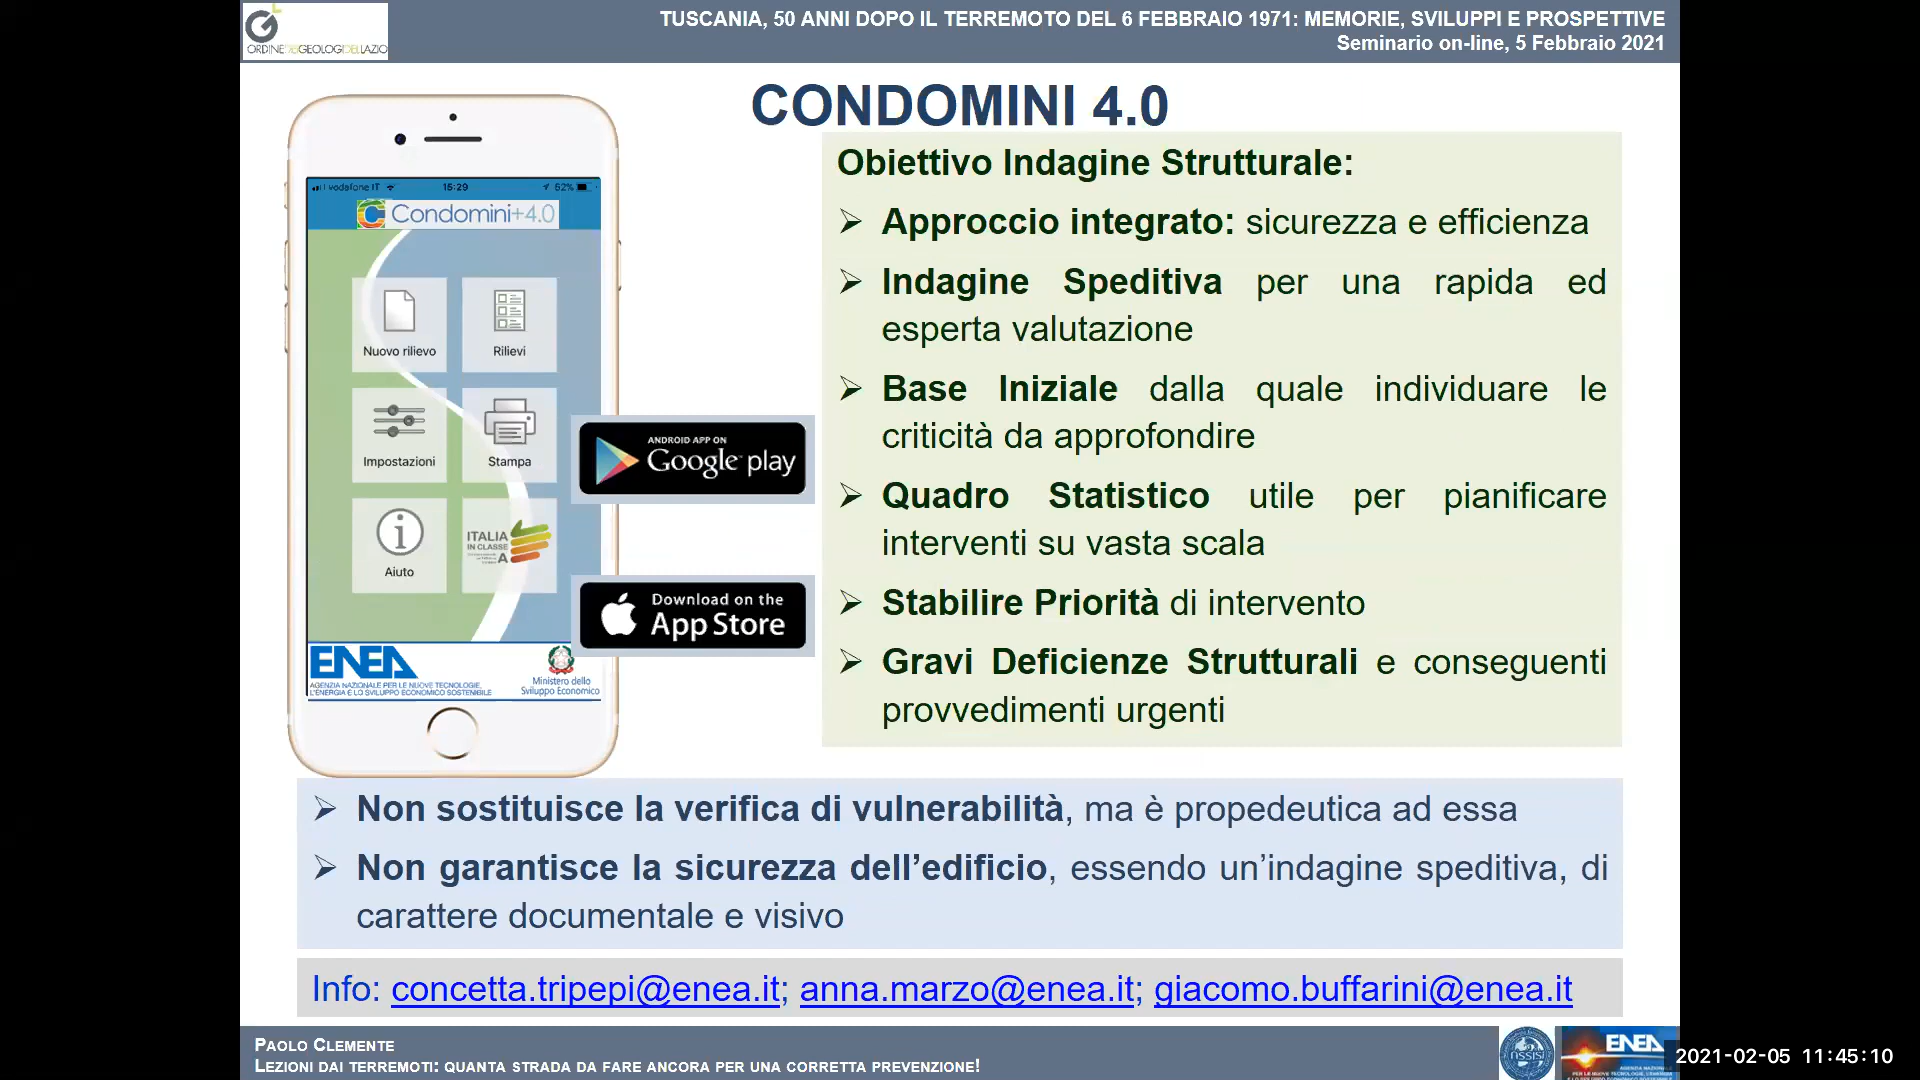 ORDINEDEIGEOLOGIDELLAZIO
TUSCANIA, 50 ANNI DOPO IL TERREMOTO DEL 6 FEBBRAIO 1971: MEMORIE, SVILUPPI E PROSPETTIVE
Seminario on-line, 5 Febbraio 2021
CONDOMINI 4.0
vodafone IT 15:29 52%
Condomini+4.0
Nuovo rilievo
Rilievi
Impostazioni
Stampa
Aiuto
ITALIA
IN CLASSE
A
ENEA
AGENZIA NAZIONALE PER LE NUOVE TECNOLOGIE,
L'ENERGIA E LO SVILUPPO ECONOMICO SOSTENIBILE
Ministero dello
Sviluppo Economico
ANDROID APP ON
Google play
Download on the
App Store
Obiettivo Indagine Strutturale:
➢ Approccio integrato: sicurezza e efficienza
➢ Indagine Speditiva per una rapida ed
esperta valutazione
➢ Base Iniziale dalla quale individuare le
criticità da approfondire
➢ Quadro Statistico utile per pianificare
interventi su vasta scala
➢ Stabilire Priorità di intervento
➢ Gravi Deficienze Strutturali e conseguenti
provvedimenti urgenti
➢ Non sostituisce la verifica di vulnerabilità, ma è propedeutica ad essa
➢ Non garantisce la sicurezza dell’edificio, essendo un’indagine speditiva, di
carattere documentale e visivo
Info: concetta.tripepi@enea.it; anna.marzo@enea.it; giacomo.buffarini@enea.it
PAOLO CLEMENTE
LEZIONI DAI TERREMOTI: QUANTA STRADA DA FARE ANCORA PER UNA CORRETTA PREVENZIONE!
ENEA
2021-02-05 11:45:10